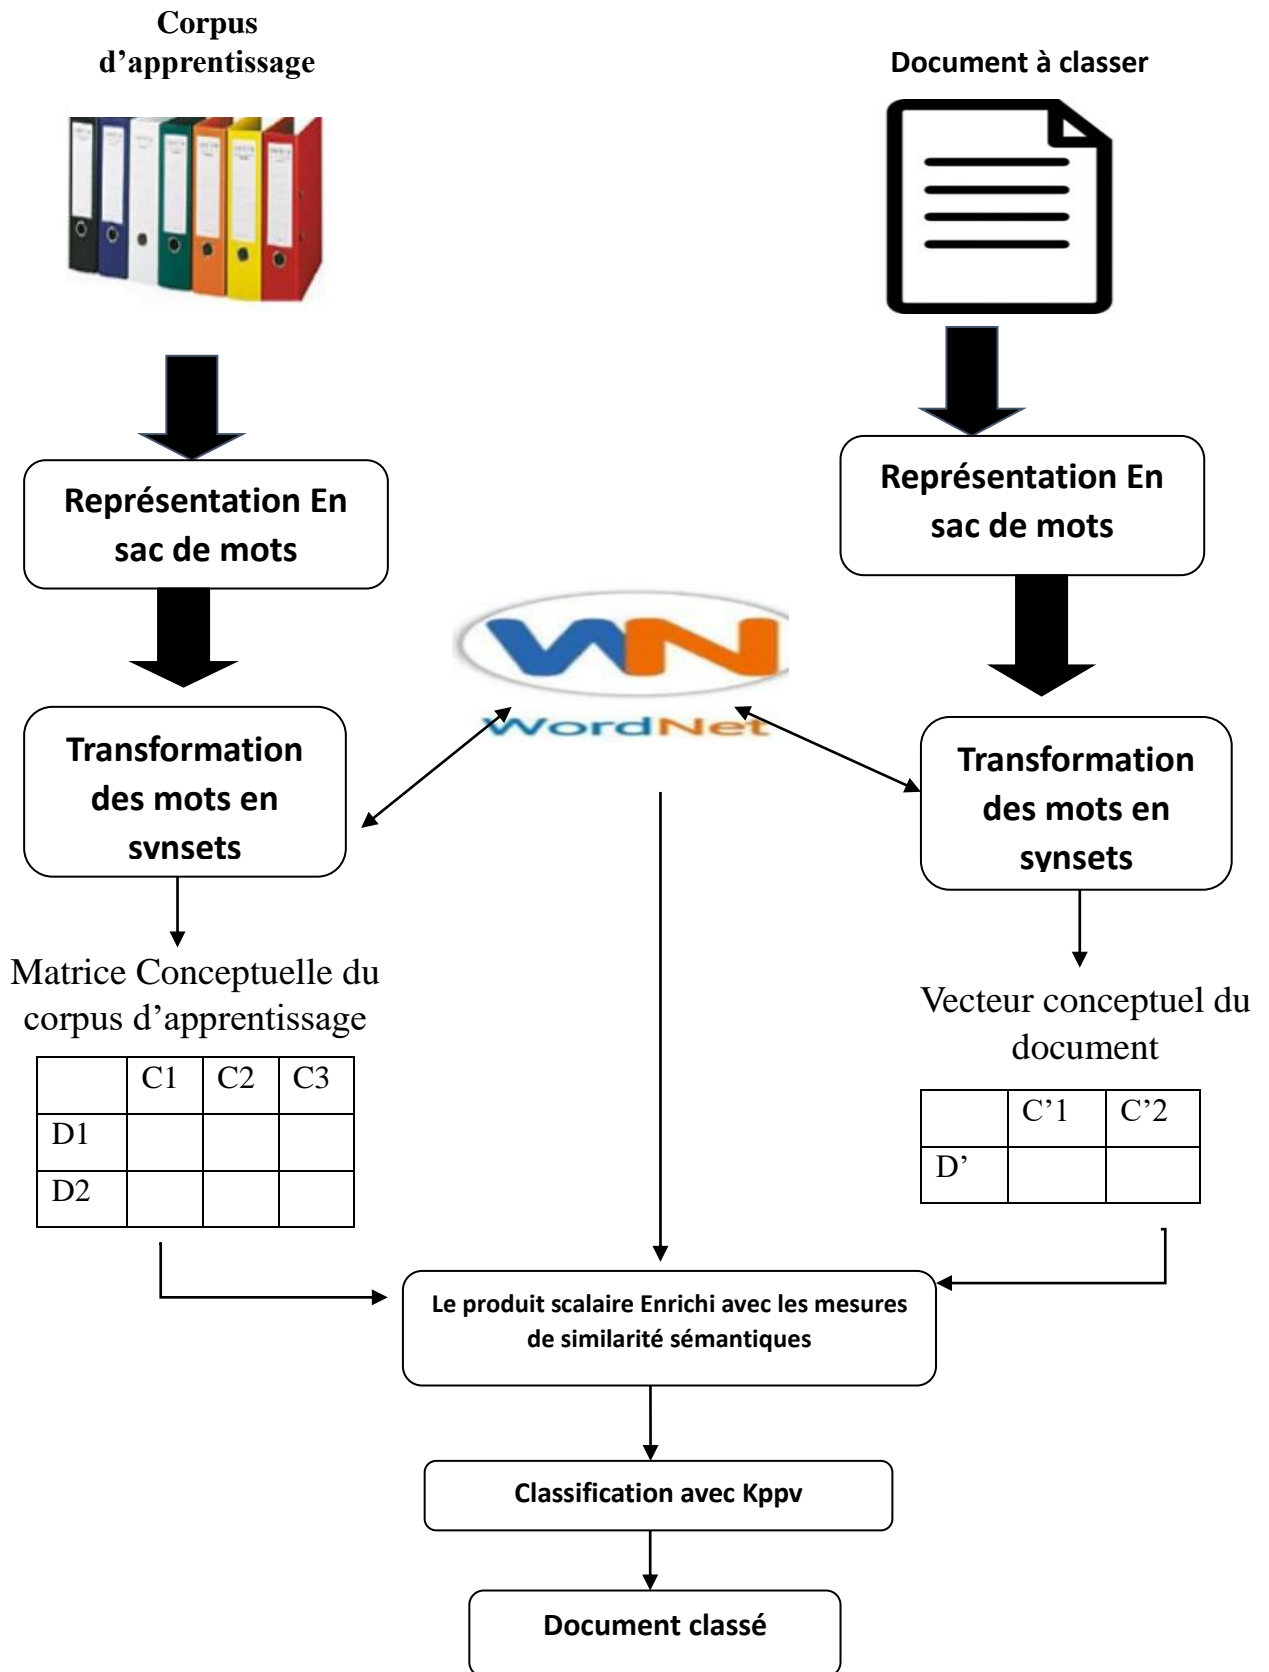 Corpus
d’apprentissage
Document à classer
Représentation En
sac de mots
Représentation En
sac de mots
WN
WordNet
Transformation
des mots en
synsets
Transformation
des mots en
synsets
Matrice Conceptuelle du
corpus d’apprentissage
Vecteur conceptuel du
document
C1 C2 C3
D1
D2
C’1 C’2
D’
Le produit scalaire Enrichi avec les mesures
de similarité sémantiques
Classification avec Kppv
Document classé